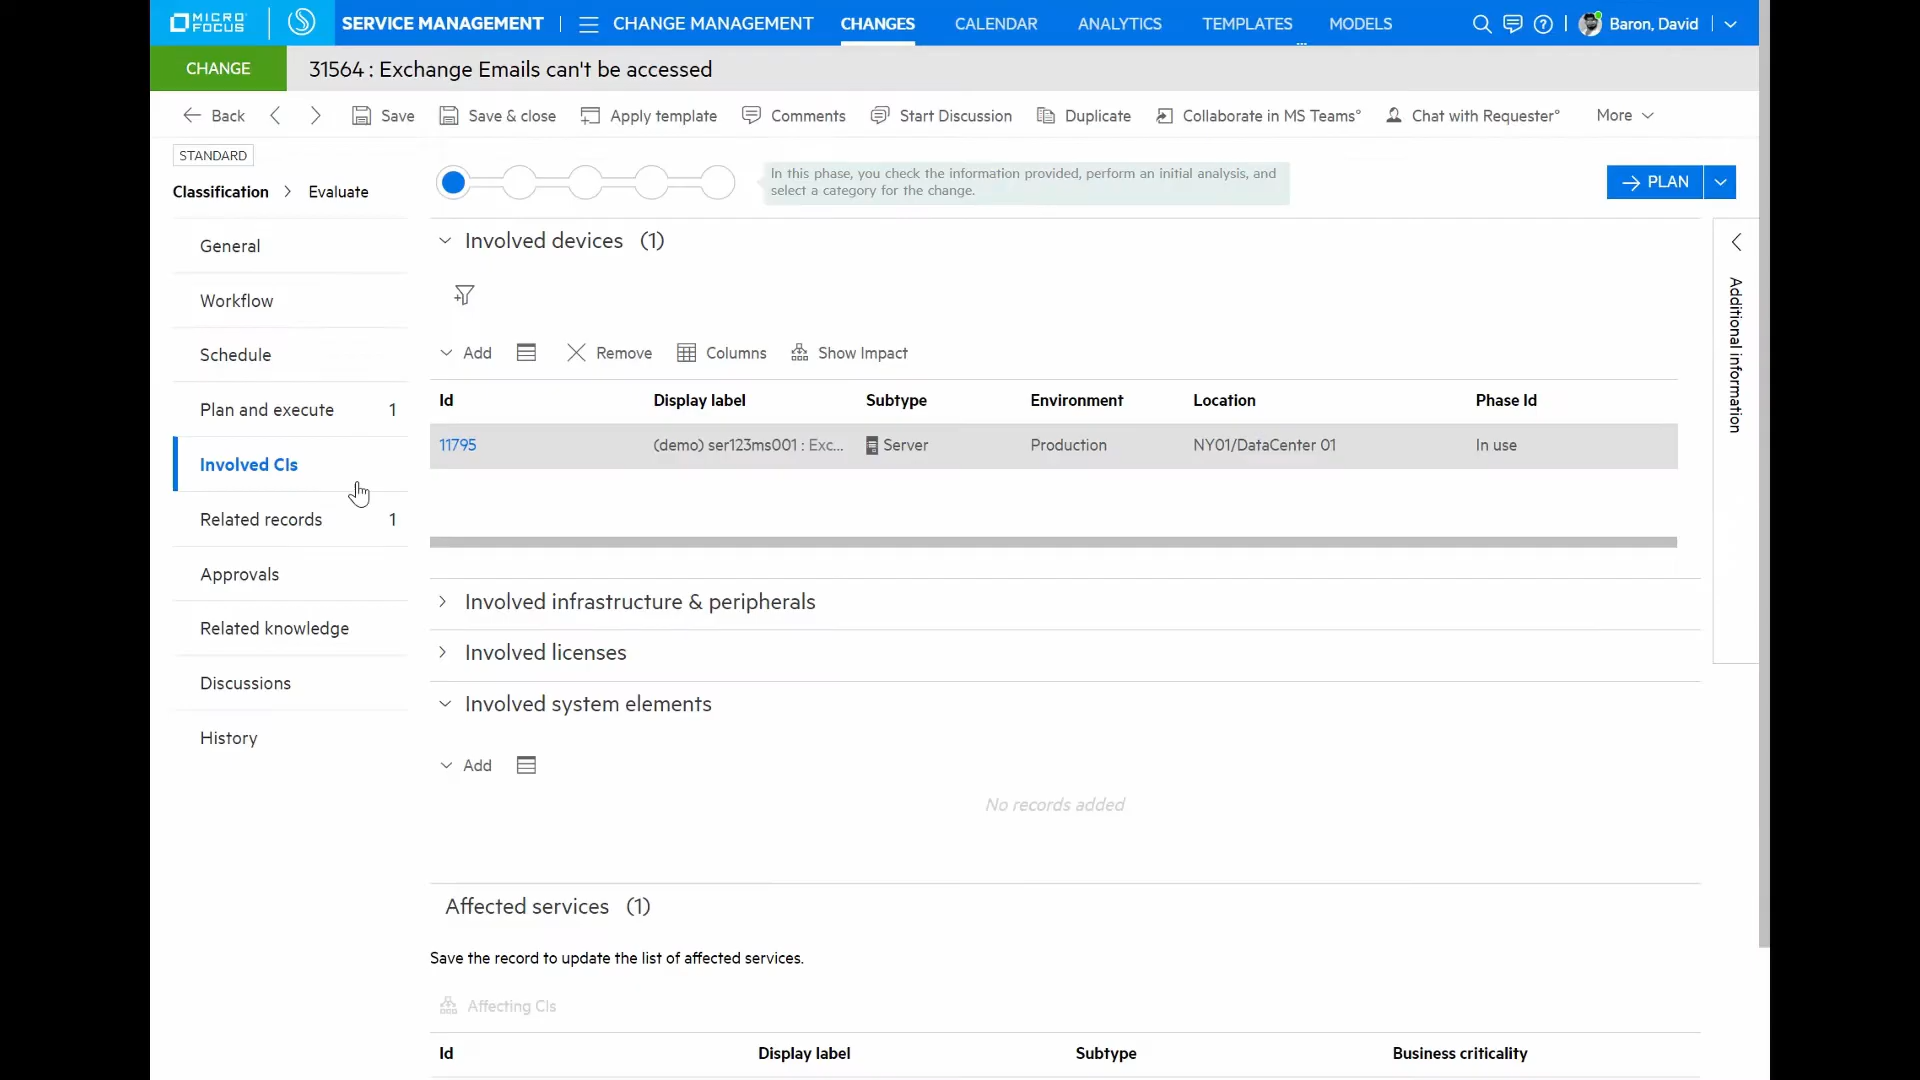 MICRO FOCUS
SERVICE MANAGEMENT
CHANGE MANAGEMENT CHANGES CALENDAR ANALYTICS TEMPLATES MODELS Baron, David
CHANGE 31564 : Exchange Emails can't be accessed
Back Save Save & close Apply template Comments Start Discussion Duplicate Collaborate in MS Teams° Chat with Requester° More
STANDARD
Classification > Evaluate
In this phase, you check the information provided, perform an initial analysis, and
select a category for the change.
PLAN
General
Workflow
Schedule
Plan and execute 1
Involved CIs
Related records 1
Approvals
Related knowledge
Discussions
History
Involved devices (1)
Add Remove Columns Show Impact
Id Display label Subtype Environment Location Phase Id
11795 (demo) ser123ms001 : Exc... Server Production NY01/DataCenter 01 In use
Involved infrastructure & peripherals
Involved licenses
Involved system elements
Add
No records added
Affected services (1)
Save the record to update the list of affected services.
Affecting CIs
Id Display label Subtype Business criticality
Additional information